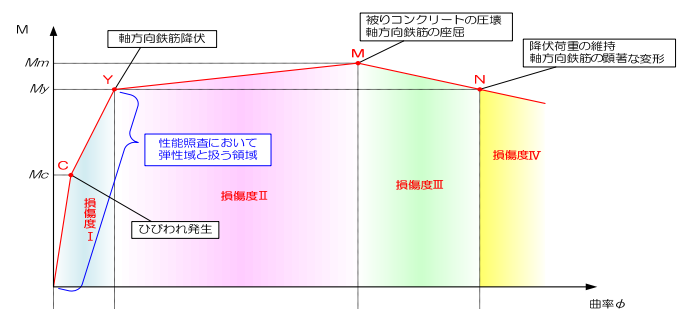 M
被りコンクリートの圧壊
軸方向鉄筋の座屈
軸方向鉄筋降伏
降伏荷重の維持
軸方向鉄筋の顕著な変形
Mm
M
Y
N
My
性能照査において
弾性域と扱う領域
C
Mc
損傷度Ⅰ
損傷度Ⅱ
損傷度Ⅲ
損傷度Ⅳ
ひびわれ発生
曲率φ